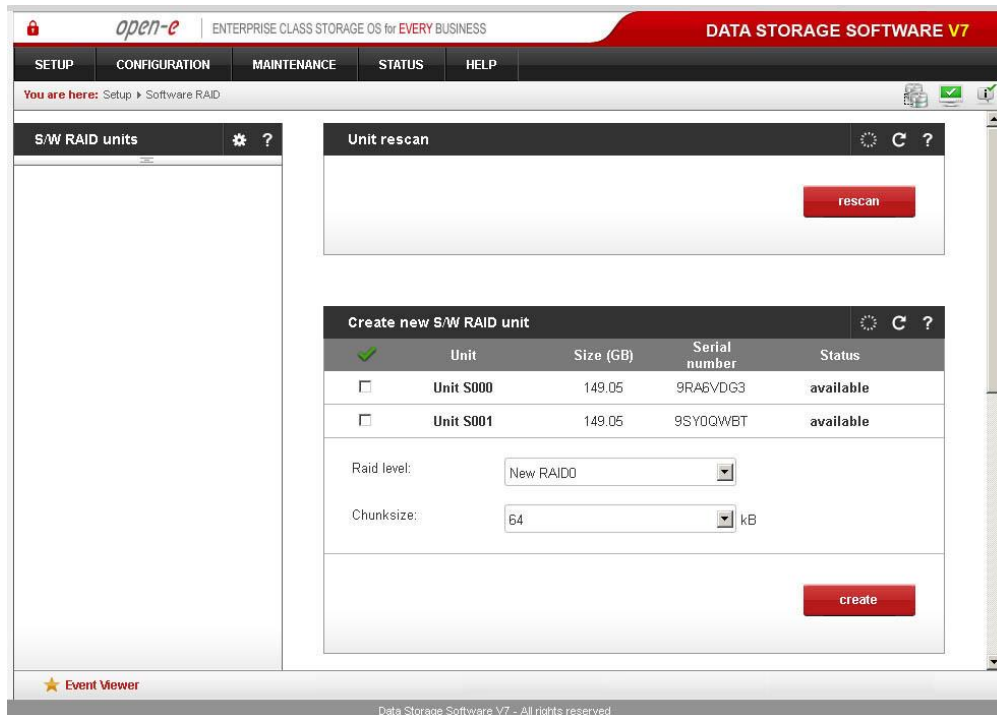 open-e ENTERPRISE CLASS STORAGE OS for EVERY BUSINESS DATA STORAGE SOFTWARE V7
SETUP CONFIGURATION MAINTENANCE STATUS HELP
You are here: Setup Software RAID
S/W RAID units ?
Unit rescan ?
rescan
Create new S/W RAID unit ?
Unit Size (GB) Serial number Status
Unit S000 149.05 9RA6VDG3 available
Unit S001 149.05 9SY0QWBT available
Raid level: New RAID0
Chunksize: 64 kB
create
Event Viewer
Data Storage Software V7 - All rights reserved